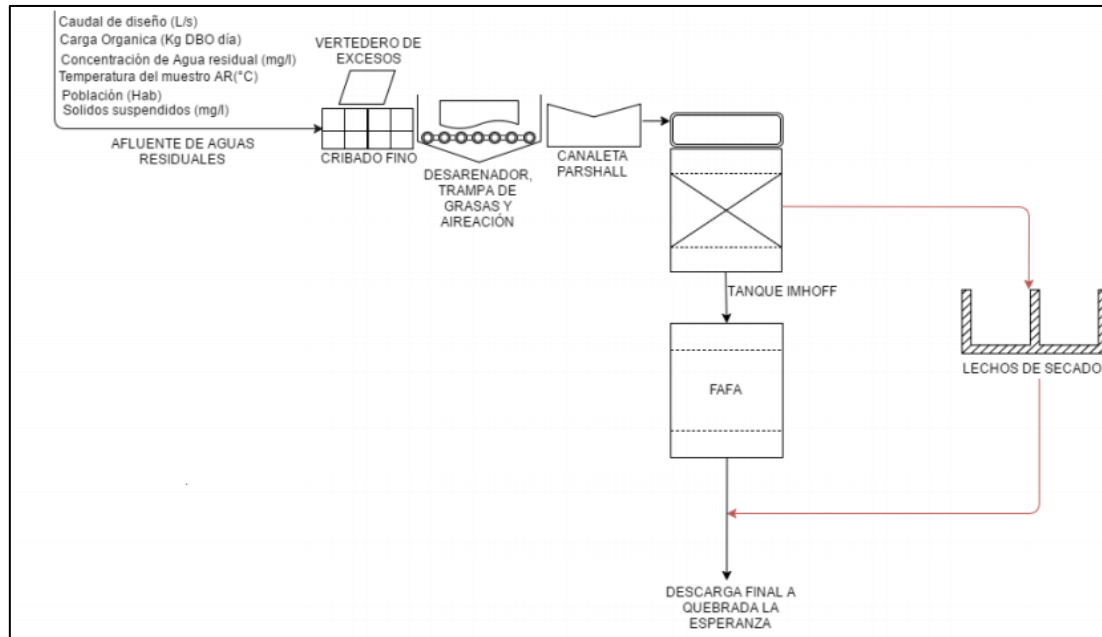 Caudal de diseño (L/s)
Carga Organica (Kg DBO día)
Concentración de Agua residual (mg/l)
Temperatura del muestro AR(°C)
Población (Hab)
Solidos suspendidos (mg/l)
AFLUENTE DE AGUAS
RESIDUALES
VERTEDERO DE
EXCESOS
CRIBADO FINO
DESARENADOR,
TRAMPA DE
GRASAS Y
AIREACIÓN
CANALETA
PARSHALL
TANQUE IMHOFF
FAFA
LECHOS DE SECADO
DESCARGA FINAL A
QUEBRADA LA
ESPERANZA